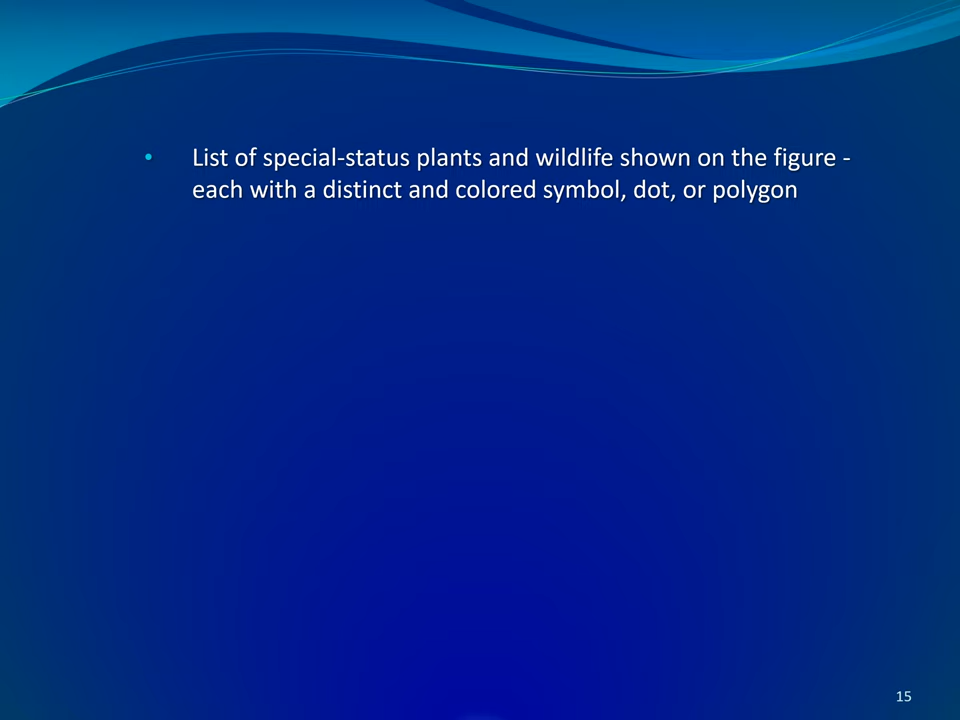 • List of special-status plants and wildlife shown on the figure -
each with a distinct and colored symbol, dot, or polygon
15